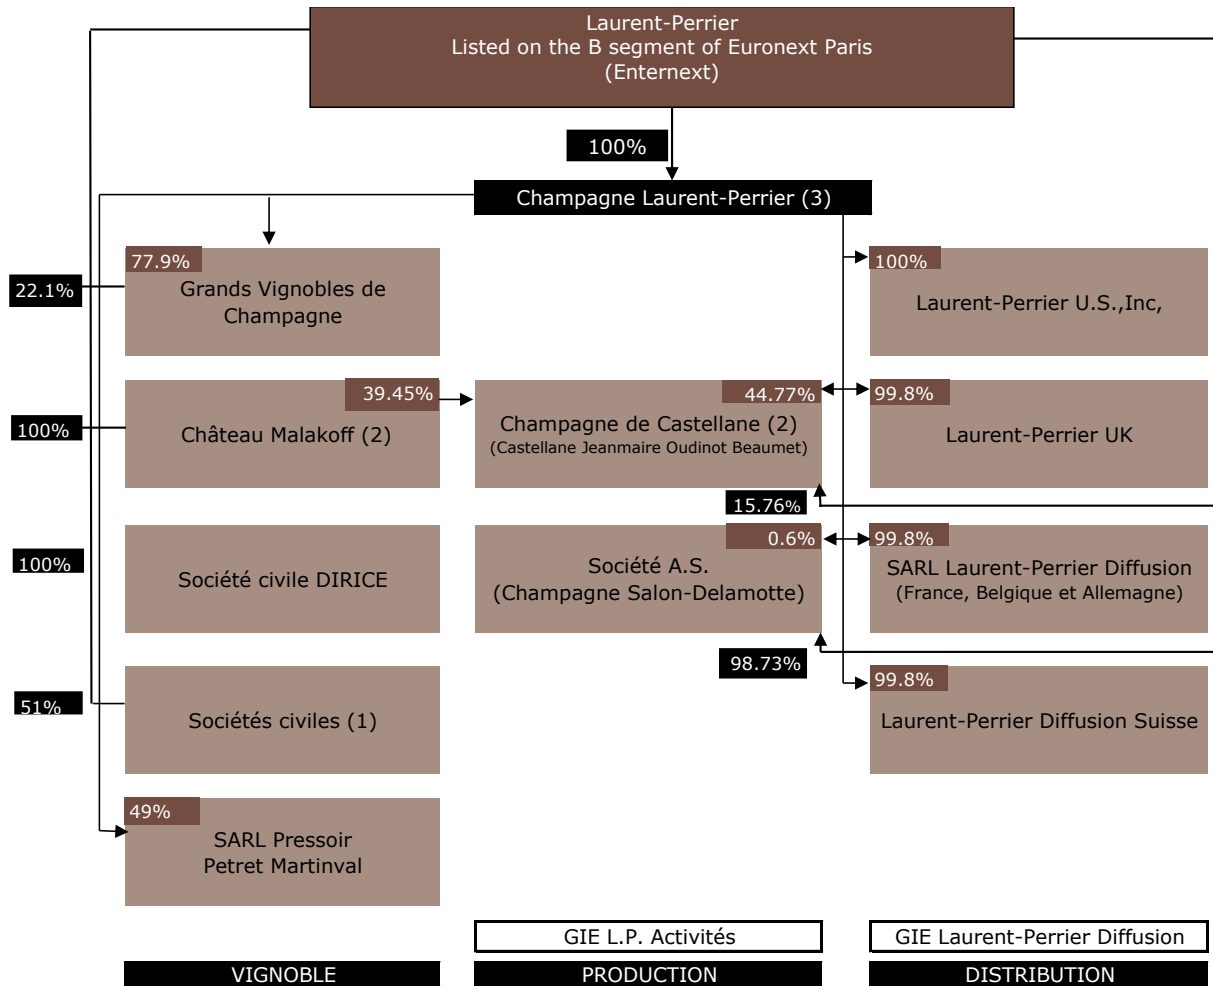 Laurent-Perrier
Listed on the B segment of Euronext Paris
(Enternext)
100%
Champagne Laurent-Perrier (3)
77.9%
Grands Vignobles de
Champagne
22.1%
100%
Laurent-Perrier U.S.,Inc,
39.45%
Château Malakoff (2)
100%
44.77%
Champagne de Castellane (2)
(Castellane Jeanmaire Oudinot Beaumet)
99.8%
Laurent-Perrier UK
15.76%
100%
Société civile DIRICE
0.6%
Société A.S.
(Champagne Salon-Delamotte)
99.8%
SARL Laurent-Perrier Diffusion
(France, Belgique et Allemagne)
98.73%
51%
Sociétés civiles (1)
99.8%
Laurent-Perrier Diffusion Suisse
49%
SARL Pressoir
Petret Martinval
GIE L.P. Activités
GIE Laurent-Perrier Diffusion
VIGNOBLE
PRODUCTION
DISTRIBUTION